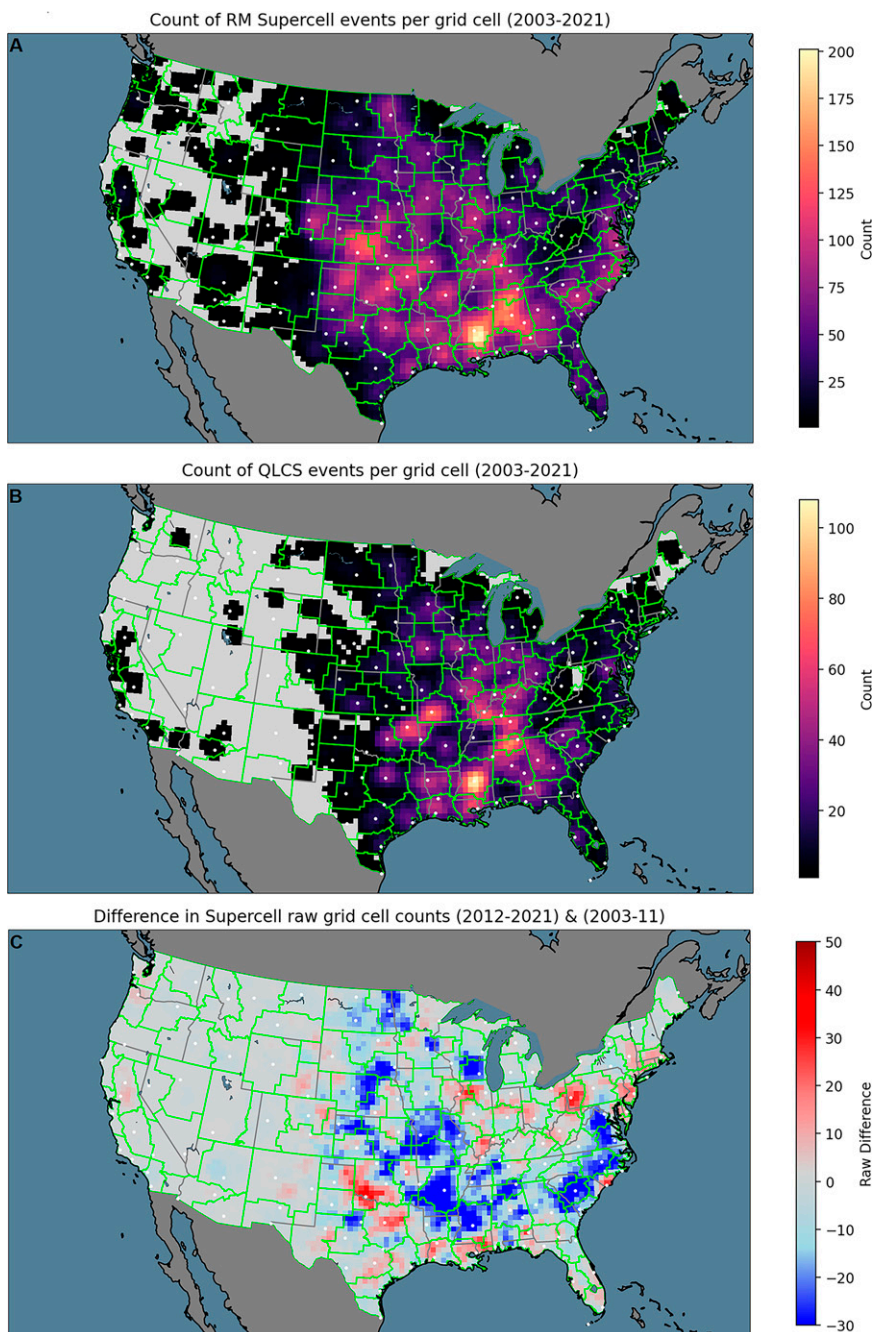 Count of RM Supercell events per grid cell (2003-2021)
A
200
175
150
125
100
75
50
25
Count
Count of QLCS events per grid cell (2003-2021)
B
100
80
60
40
20
Count
Difference in Supercell raw grid cell counts (2012-2021) & (2003-11)
C
50
40
30
20
10
0
−10
−20
−30
Raw Difference